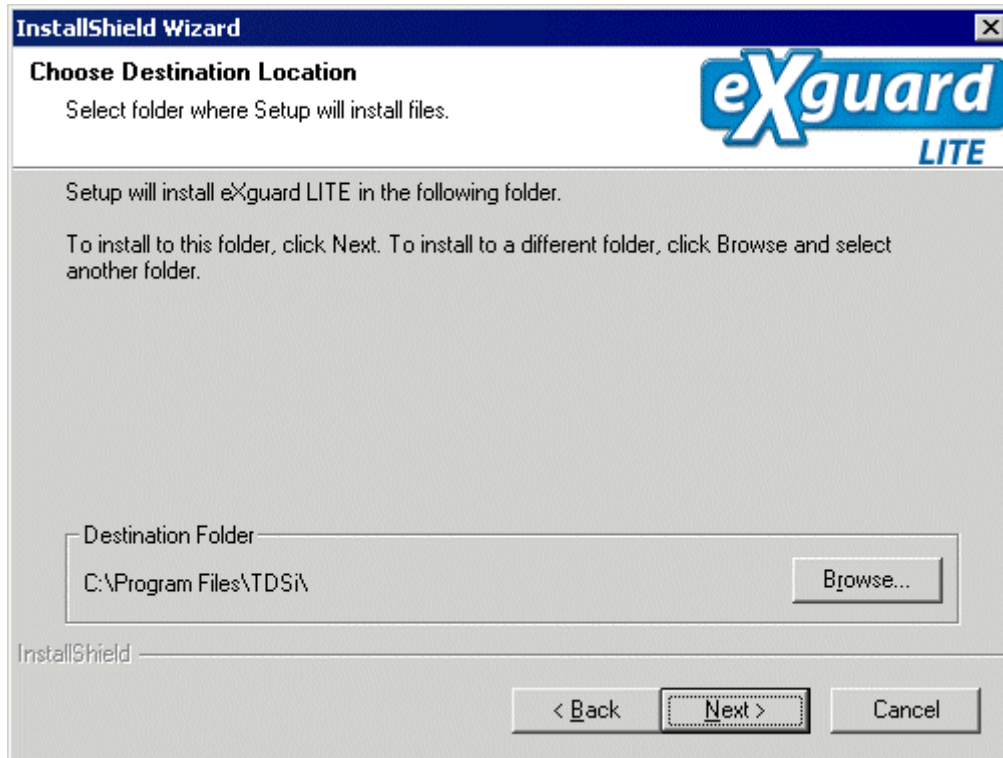 InstallShield Wizard
Choose Destination Location
Select folder where Setup will install files.
eXguard
LITE
Setup will install eXguard LITE in the following folder.
To install to this folder, click Next. To install to a different folder, click Browse and select
another folder.
Destination Folder
C:\Program Files\TDSi\
Browse...
InstallShield
< Back
Next >
Cancel